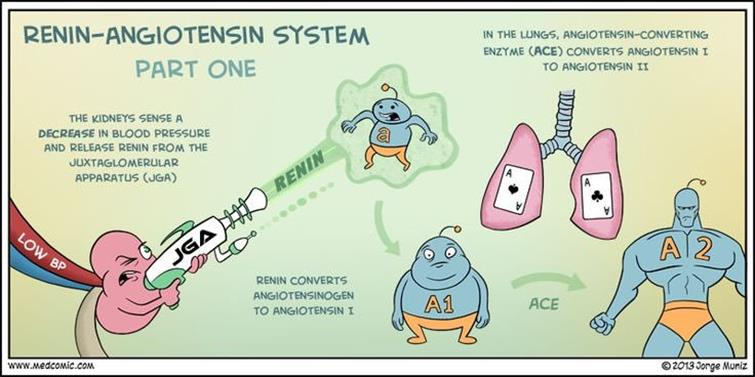 RENIN-ANGIOTENSIN SYSTEM
PART ONE
THE KIDNEYS SENSE A
DECREASE IN BLOOD PRESSURE
AND RELEASE RENIN FROM THE
JUXTAGLOMERULAR
APPARATUS (JGA)
LOW BP
JGA
RENIN
a
RENIN CONVERTS
ANGIOTENSINOGEN
TO ANGIOTENSIN I
A1
ACE
IN THE LUNGS, ANGIOTENSIN-CONVERTING
ENZYME (ACE) CONVERTS ANGIOTENSIN I
TO ANGIOTENSIN II
A
A
A
A
A2
www.medcomic.com
© 2013 Jorge Muniz